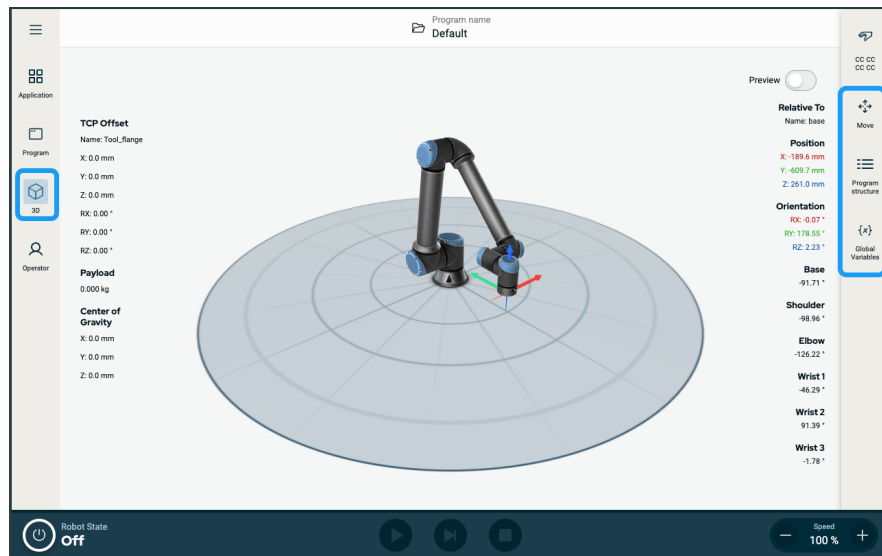 Program name
Default
Application
Program
3D
Operator
TCP Offset
Name: Tool_flange
X: 0.0 mm
Y: 0.0 mm
Z: 0.0 mm
RX: 0.00 °
RY: 0.00 °
RZ: 0.00 °
Payload
0.000 kg
Center of
Gravity
X: 0.0 mm
Y: 0.0 mm
Z: 0.0 mm
Preview
Relative To
Name: base
Position
X: -189.6 mm
Y: -609.7 mm
Z: 261.0 mm
Orientation
RX: -0.07 °
RY: 178.55 °
RZ: 2.23 °
Base
-91.71 °
Shoulder
-98.96 °
Elbow
-126.22 °
Wrist 1
-46.29 °
Wrist 2
91.39 °
Wrist 3
-1.78 °
CC CC
CC CC
Move
Program
structure
{x}
Global
Variables
Robot State
Off
Speed
100 %